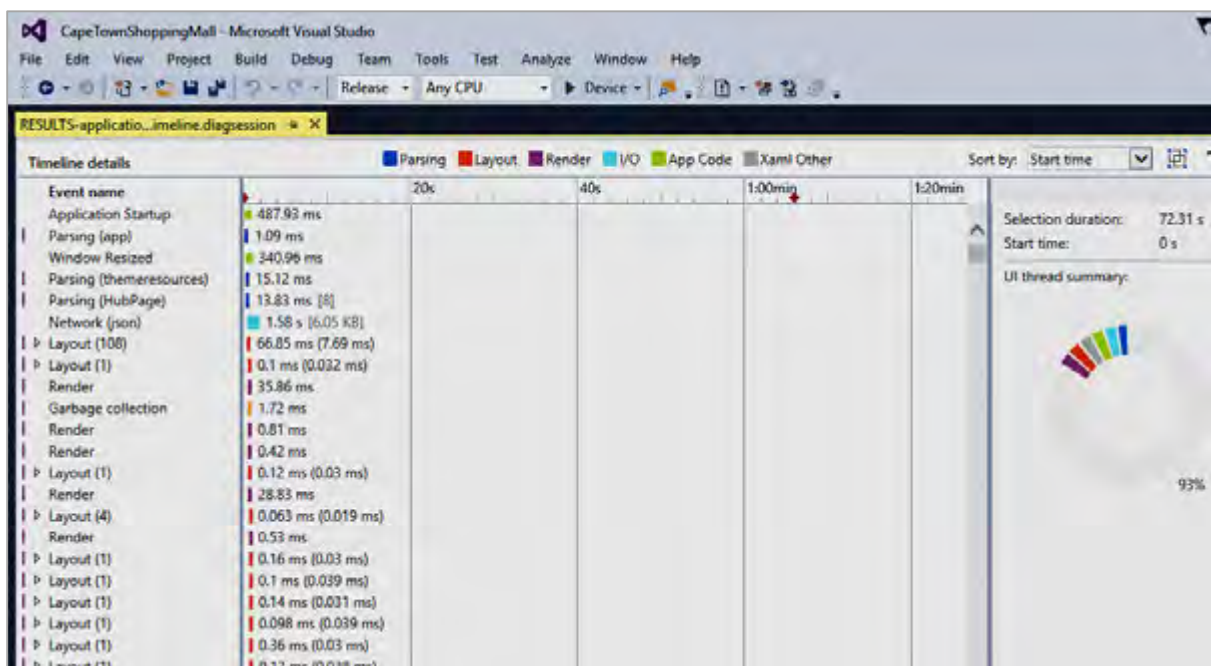 CapeTownShoppingMall - Microsoft Visual Studio
File Edit View Project Build Debug Team Tools Test Analyze Window Help
Release Any CPU Device
RESULTS-applicatio...imeline.diagsession
Timeline details Parsing Layout Render I/O App Code Xaml Other Sort by: Start time
Event name 20s 40s 1:00min 1:20min
Application Startup 487.93 ms
Selection duration: 72.31 s
Parsing (app) 1.09 ms
Start time: 0 s
Window Resized 340.96 ms
Parsing (themeresources) 15.12 ms
UI thread summary:
Parsing (HubPage) 13.83 ms [8]
Network (json) 1.58 s [6.05 KB]
Layout (108) 66.85 ms (7.69 ms)
Layout (1) 0.1 ms (0.032 ms)
Render 35.86 ms
Garbage collection 1.72 ms
Render 0.81 ms
Render 0.42 ms
Layout (1) 0.12 ms (0.03 ms)
Render 28.83 ms
93%
Layout (4) 0.063 ms (0.019 ms)
Render 0.53 ms
Layout (1) 0.16 ms (0.03 ms)
Layout (1) 0.1 ms (0.039 ms)
Layout (1) 0.14 ms (0.031 ms)
Layout (1) 0.098 ms (0.039 ms)
Layout (1) 0.36 ms (0.03 ms)